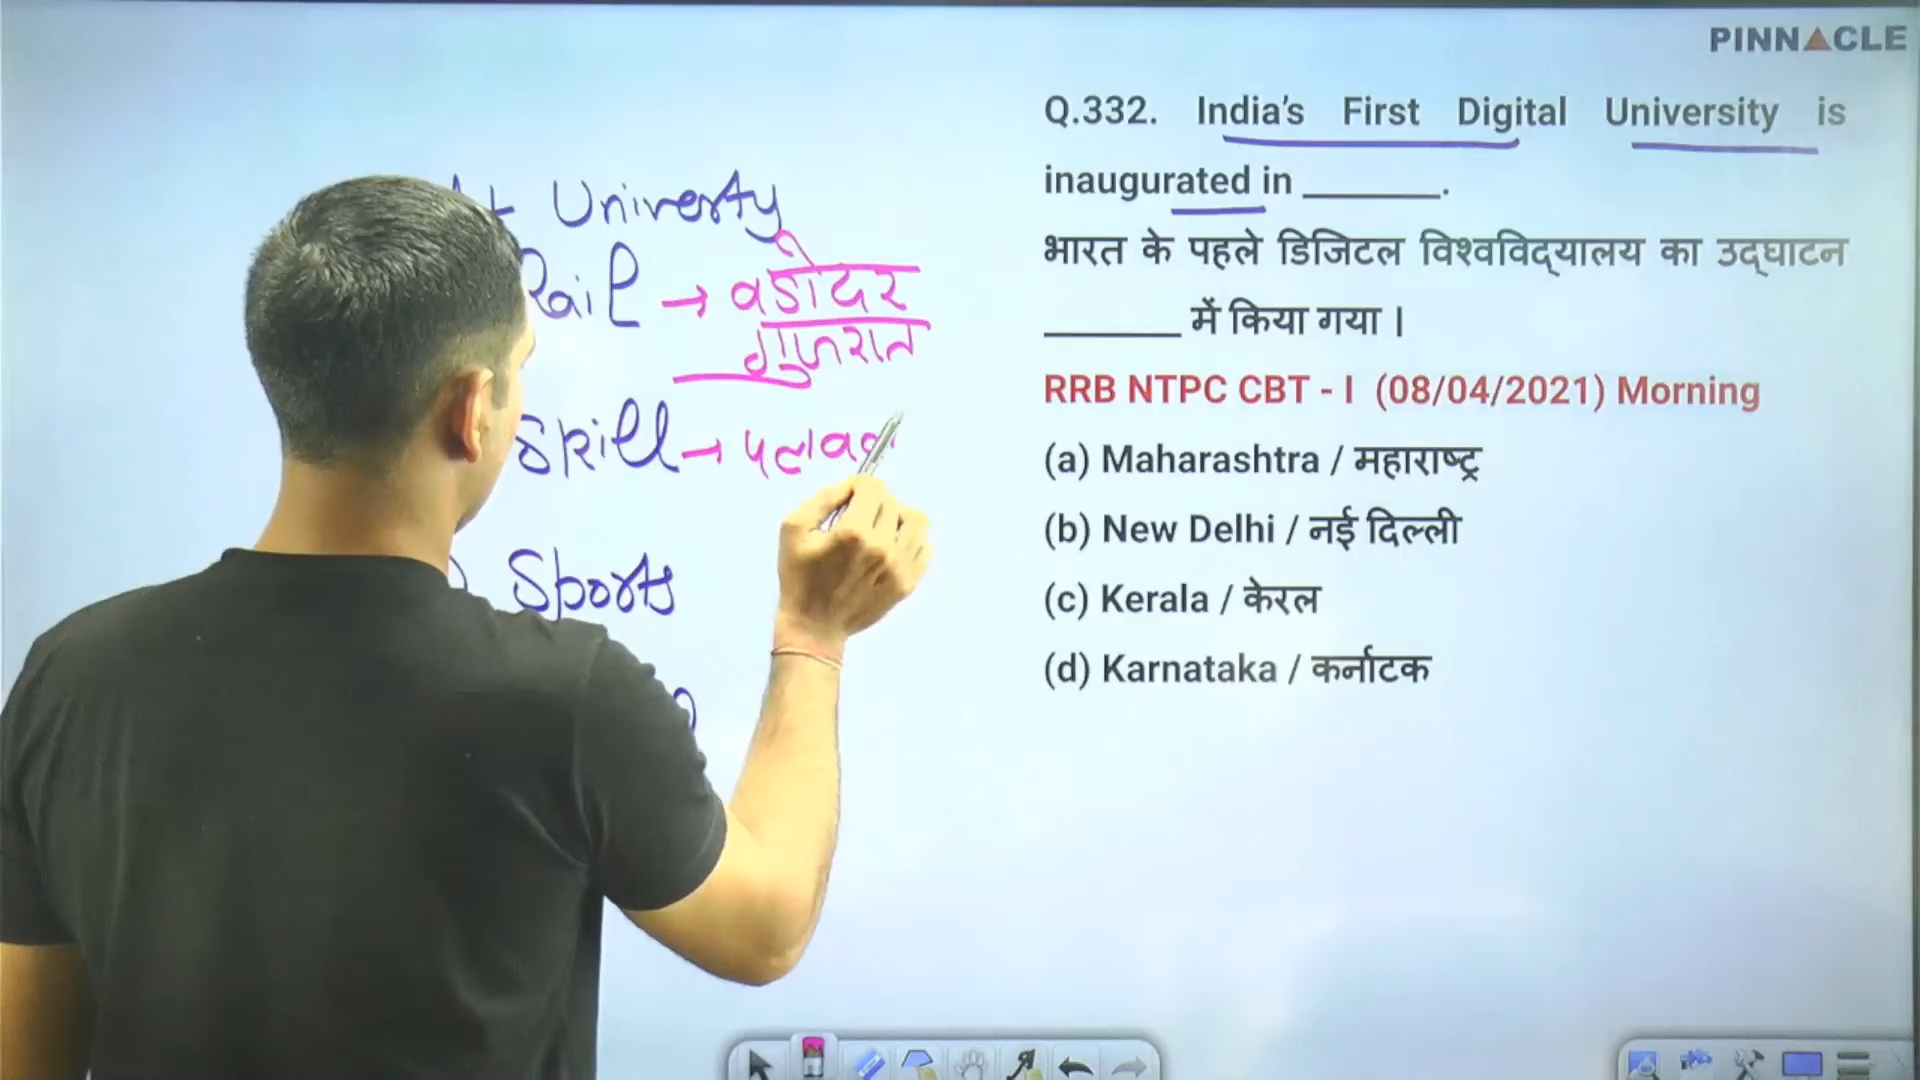 PINNACLE
Univerty
Rail → वडोदर
गुजरात
Skill → पलव
Sports
Q.332. India's First Digital University is
inaugurated in _______.
भारत के पहले डिजिटल विश्वविद्यालय का उद्घाटन
_______ में किया गया ।
RRB NTPC CBT - I (08/04/2021) Morning
(a) Maharashtra / महाराष्ट्र
(b) New Delhi / नई दिल्ली
(c) Kerala / केरल
(d) Karnataka / कर्नाटक